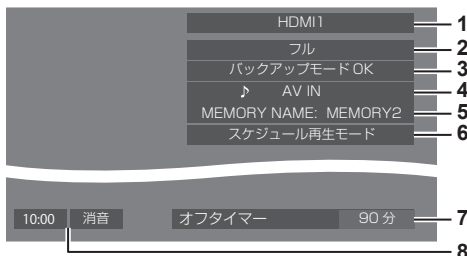 HDMI1 1
フル 2
バックアップモード OK 3
♪ AV IN 4
MEMORY NAME: MEMORY2 5
スケジュール再生モード 6
10:00 消音 オフタイマー 90 分 7
8